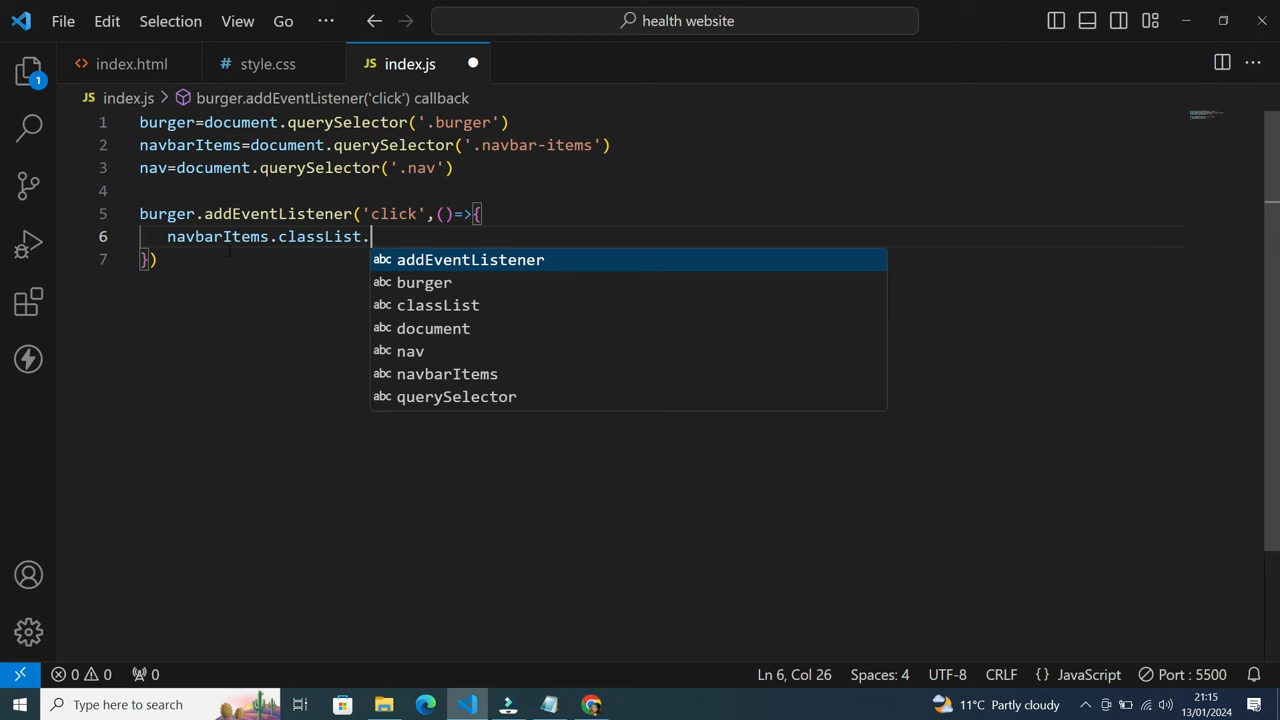 File Edit Selection View Go ··· health website
index.html style.css JS index.js
JS index.js > burger.addEventListener('click') callback
1 burger=document.querySelector('.burger')
2 navbarItems=document.querySelector('.navbar-items')
3 nav=document.querySelector('.nav')
4
5 burger.addEventListener('click',()=>{
6 navbarItems.classList.
7 })
abc addEventListener
abc burger
abc classList
abc document
abc nav
abc navbarItems
abc querySelector
1
0 0 0 Ln 6, Col 26 Spaces: 4 UTF-8 CRLF {} JavaScript Port : 5500
Type here to search 11°C Partly cloudy 21:15
13/01/2024